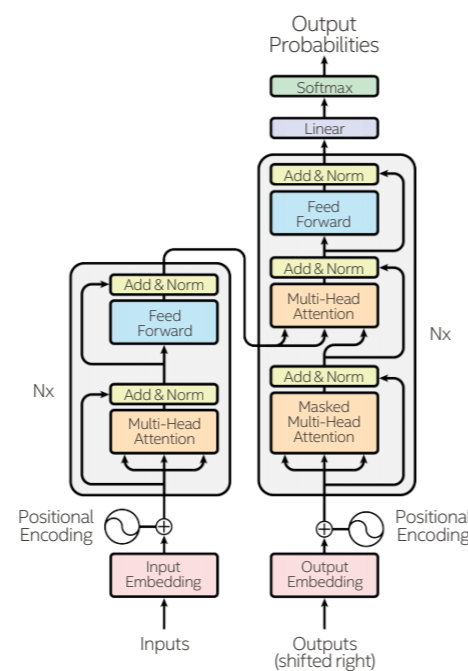 Output
Probabilities
Softmax
Linear
Add & Norm
Feed
Forward
Add & Norm
Multi-Head
Attention
Nx
Add & Norm
Masked
Multi-Head
Attention
Add & Norm
Feed
Forward
Nx
Add & Norm
Multi-Head
Attention
Positional
Encoding
Positional
Encoding
Input
Embedding
Output
Embedding
Inputs
Outputs
(shifted right)